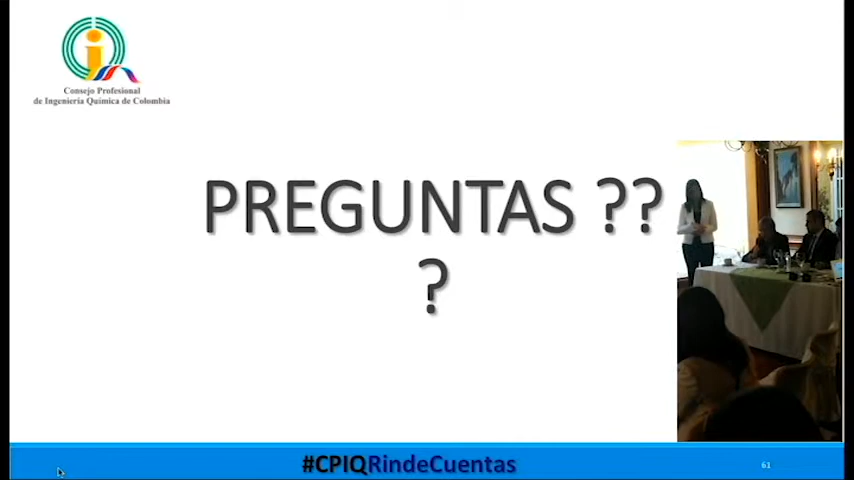 Consejo Profesional
de Ingeniería Química de Colombia
PREGUNTAS ??
?
#CPIQRindeCuentas
61